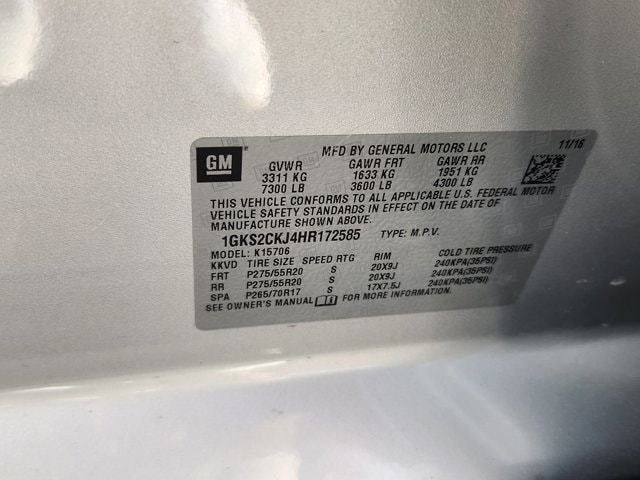 GM
MFD BY GENERAL MOTORS LLC 11/16
GVWR GAWR FRT GAWR RR
3311 KG 1633 KG 1951 KG
7300 LB 3600 LB 4300 LB
THIS VEHICLE CONFORMS TO ALL APPLICABLE U.S. FEDERAL MOTOR
VEHICLE SAFETY STANDARDS IN EFFECT ON THE DATE OF
MANUFACTURE SHOWN ABOVE.
1GKS2CKJ4HR172585 TYPE: M.P.V.
MODEL: K15706
KKVD TIRE SIZE SPEED RTG RIM COLD TIRE PRESSURE
FRT P275/55R20 S 20X9J 240KPA(35PSI)
RR P275/55R20 S 20X9J 240KPA(35PSI)
SPA P265/70R17 S 17X7.5J 240KPA(35PSI)
SEE OWNER'S MANUAL